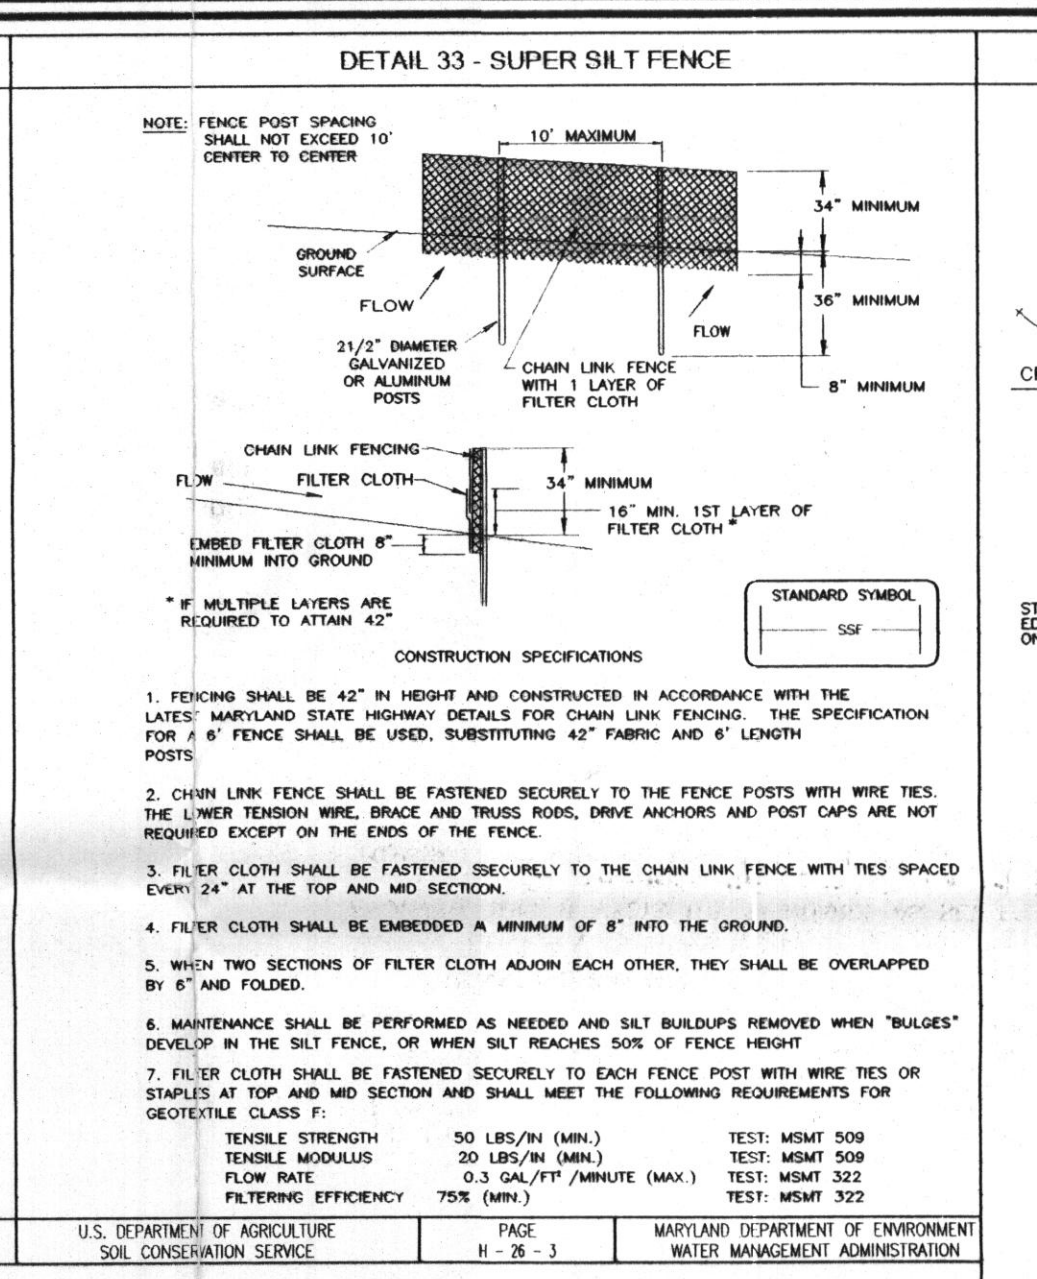 DETAIL 33 - SUPER SILT FENCE
NOTE: FENCE POST SPACING
SHALL NOT EXCEED 10'
CENTER TO CENTER
10' MAXIMUM
34" MINIMUM
GROUND
SURFACE
FLOW
36" MINIMUM
FLOW
21/2" DIAMETER
GALVANIZED
OR ALUMINUM
POSTS
CHAIN LINK FENCE
WITH 1 LAYER OF
FILTER CLOTH
8" MINIMUM
CHAIN LINK FENCING
FLOW
FILTER CLOTH
34" MINIMUM
16" MIN. 1ST LAYER OF
FILTER CLOTH *
EMBED FILTER CLOTH 8"
MINIMUM INTO GROUND
* IF MULTIPLE LAYERS ARE
REQUIRED TO ATTAIN 42"
STANDARD SYMBOL
SSF
CONSTRUCTION SPECIFICATIONS
1. FENCING SHALL BE 42" IN HEIGHT AND CONSTRUCTED IN ACCORDANCE WITH THE
LATEST MARYLAND STATE HIGHWAY DETAILS FOR CHAIN LINK FENCING. THE SPECIFICATION
FOR A 6' FENCE SHALL BE USED, SUBSTITUTING 42" FABRIC AND 6' LENGTH
POSTS
2. CHAIN LINK FENCE SHALL BE FASTENED SECURELY TO THE FENCE POSTS WITH WIRE TIES.
THE LOWER TENSION WIRE, BRACE AND TRUSS RODS, DRIVE ANCHORS AND POST CAPS ARE NOT
REQUIRED EXCEPT ON THE ENDS OF THE FENCE.
3. FILTER CLOTH SHALL BE FASTENED SSECURELY TO THE CHAIN LINK FENCE WITH TIES SPACED
EVERY 24" AT THE TOP AND MID SECTIOON.
4. FILTER CLOTH SHALL BE EMBEDDED A MINIMUM OF 8" INTO THE GROUND.
5. WHEN TWO SECTIONS OF FILTER CLOTH ADJOIN EACH OTHER, THEY SHALL BE OVERLAPPED
BY 6" AND FOLDED.
6. MAINTENANCE SHALL BE PERFORMED AS NEEDED AND SILT BUILDUPS REMOVED WHEN "BULGES"
DEVELOP IN THE SILT FENCE, OR WHEN SILT REACHES 50% OF FENCE HEIGHT
7. FILTER CLOTH SHALL BE FASTENED SECURELY TO EACH FENCE POST WITH WIRE TIES OR
STAPLES AT TOP AND MID SECTION AND SHALL MEET THE FOLLOWING REQUIREMENTS FOR
GEOTEXTILE CLASS F:
TENSILE STRENGTH 50 LBS/IN (MIN.) TEST: MSMT 509
TENSILE MODULUS 20 LBS/IN (MIN.) TEST: MSMT 509
FLOW RATE 0.3 GAL/FT² /MINUTE (MAX.) TEST: MSMT 322
FILTERING EFFICIENCY 75% (MIN.) TEST: MSMT 322
U.S. DEPARTMENT OF AGRICULTURE
SOIL CONSERVATION SERVICE
PAGE
H - 26 - 3
MARYLAND DEPARTMENT OF ENVIRONMENT
WATER MANAGEMENT ADMINISTRATION